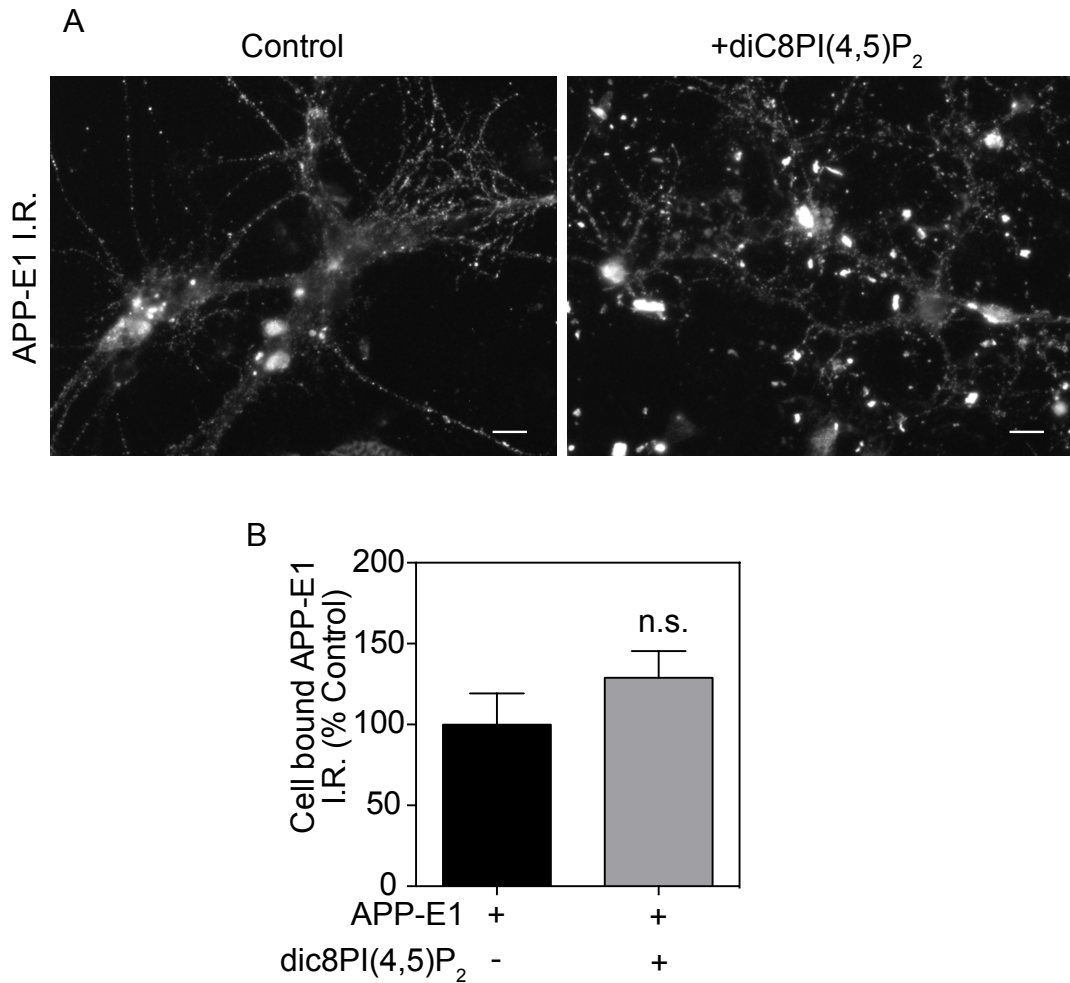 A
Control
+diC8PI(4,5)P₂
APP-E1 I.R.
B
Cell bound APP-E1
I.R. (% Control)
200
150
100
50
0
n.s.
APP-E1 + +
dic8PI(4,5)P₂ - +